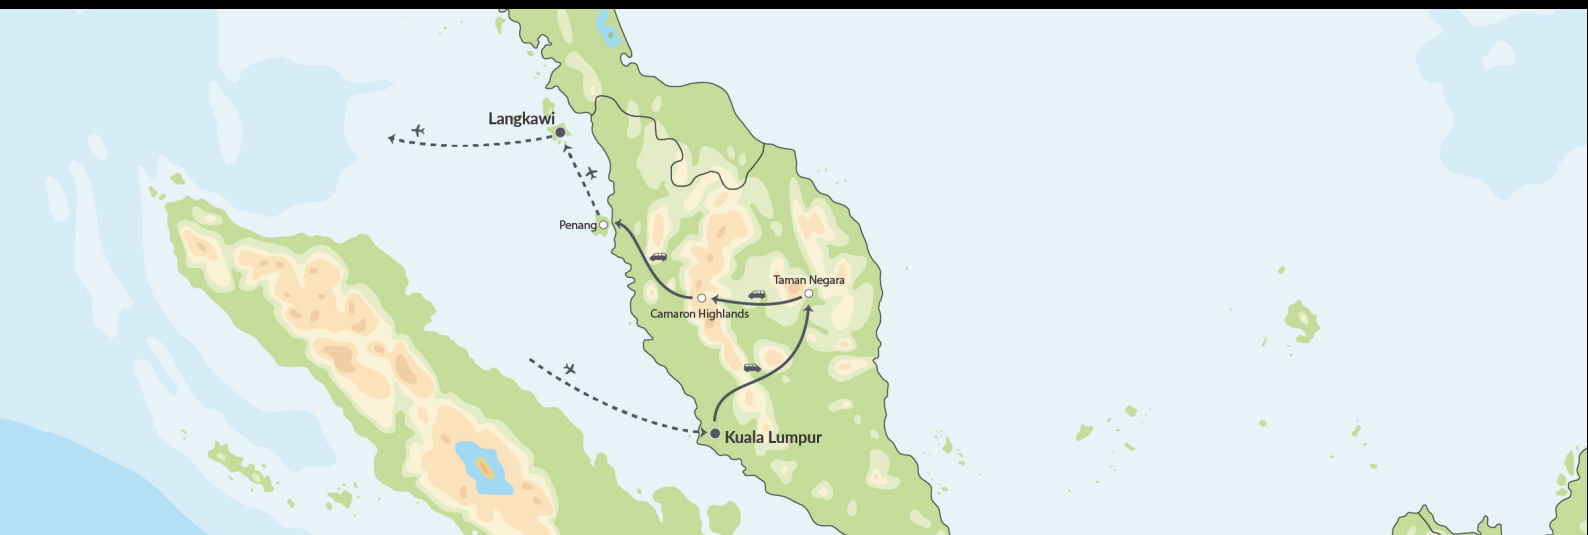 Langkawi
Penang
Taman Negara
Camaron Highlands
Kuala Lumpur